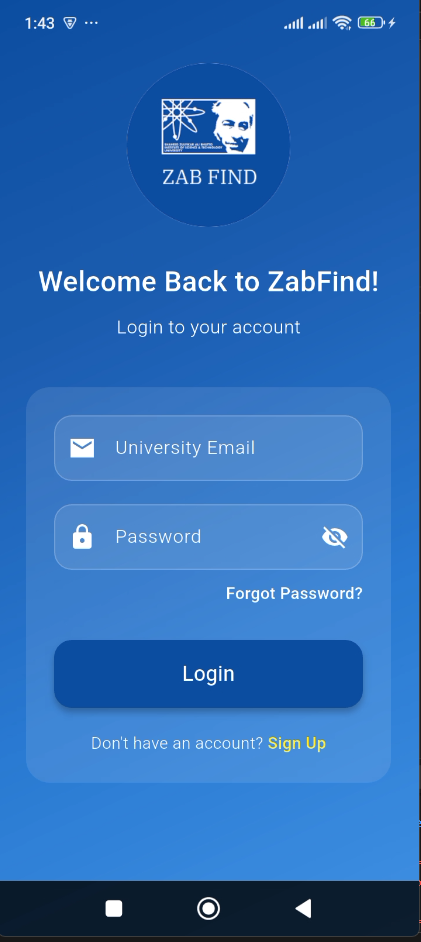 1:43
66
ZAB FIND
Welcome Back to ZabFind!
Login to your account
University Email
Password
Forgot Password?
Login
Don't have an account? Sign Up